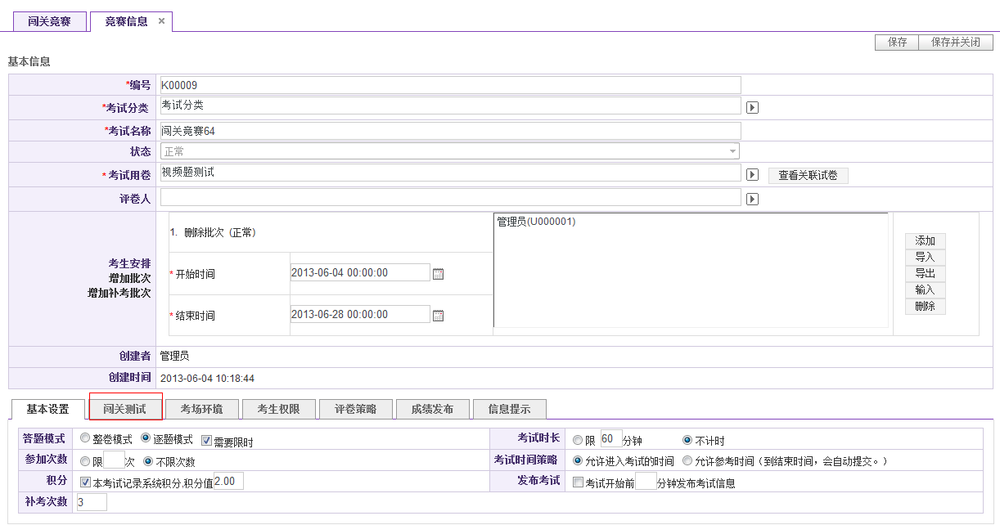 闯关竞赛 竞赛信息 ×
保存 保存并关闭
基本信息
*编号 K00009
*考试分类 考试分类
*考试名称 闯关竞赛64
状态 正常
*考试用卷 视频题测试 查看关联试卷
评卷人
1. 删除批次 (正常) 管理员(U000001)
考生安排
增加批次
增加补考批次
*开始时间 2013-06-04 00:00:00
*结束时间 2013-06-28 00:00:00
添加
导入
导出
输入
删除
创建者 管理员
创建时间 2013-06-04 10:18:44
基本设置 闯关测试 考场环境 考生权限 评卷策略 成绩发布 信息提示
答题模式 整卷模式 逐题模式 需要限时 考试时长 限 60 分钟 不计时
参加次数 限 次 不限次数 考试时间策略 允许进入考试的时间 允许参考时间（到结束时间，会自动提交。）
积分 本考试记录系统积分,积分值 2.00 发布考试 考试开始前 分钟发布考试信息
补考次数 3